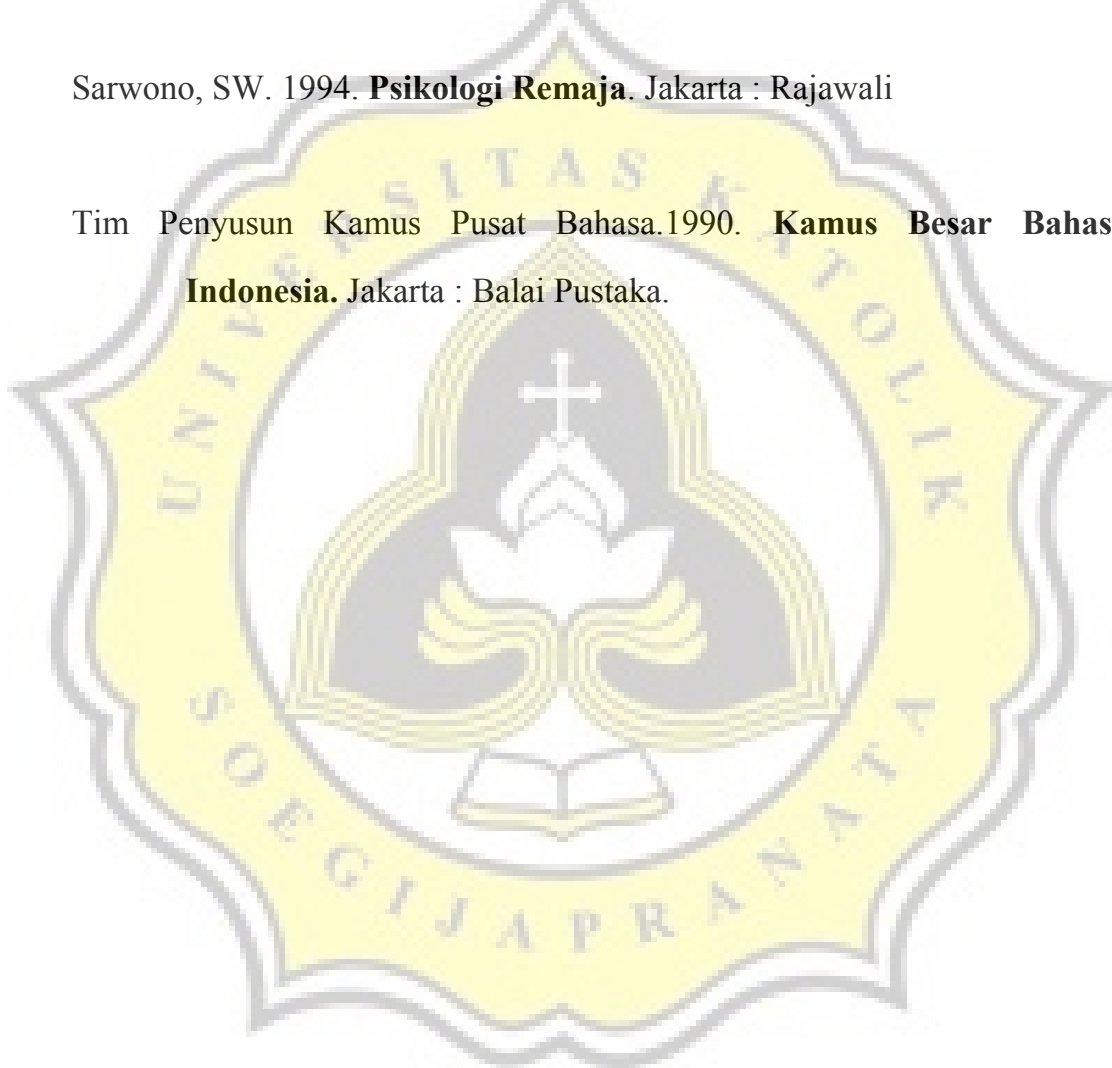 Sarwono, SW. 1994. Psikologi Remaja. Jakarta : Rajawali
Tim Penyusun Kamus Pusat Bahasa.1990. Kamus Besar Bahas
Indonesia. Jakarta : Balai Pustaka.
UNIVERSITAS KATOLIK
SOEGIJAPRANATA